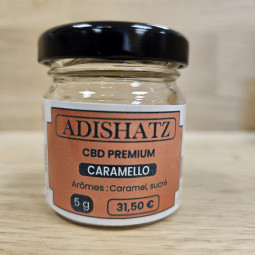 ADISHATZ
CBD PREMIUM
CARAMELLO
Arômes : Caramel, sucré
5 g
31,50 €